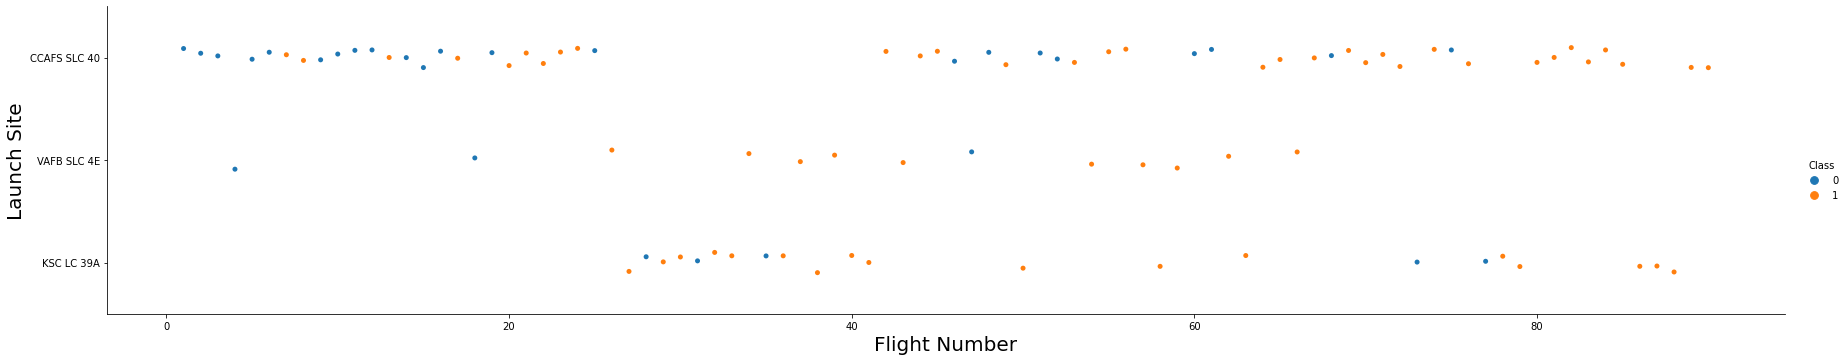 CCAFS SLC 40
VAFB SLC 4E
KSC LC 39A
Launch Site
0
20
40
60
80
Flight Number
Class
0
1